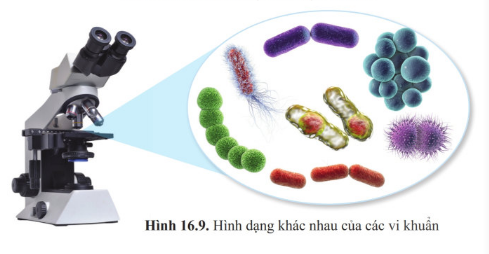 Hình 16.9. Hình dạng khác nhau của các vi khuẩn